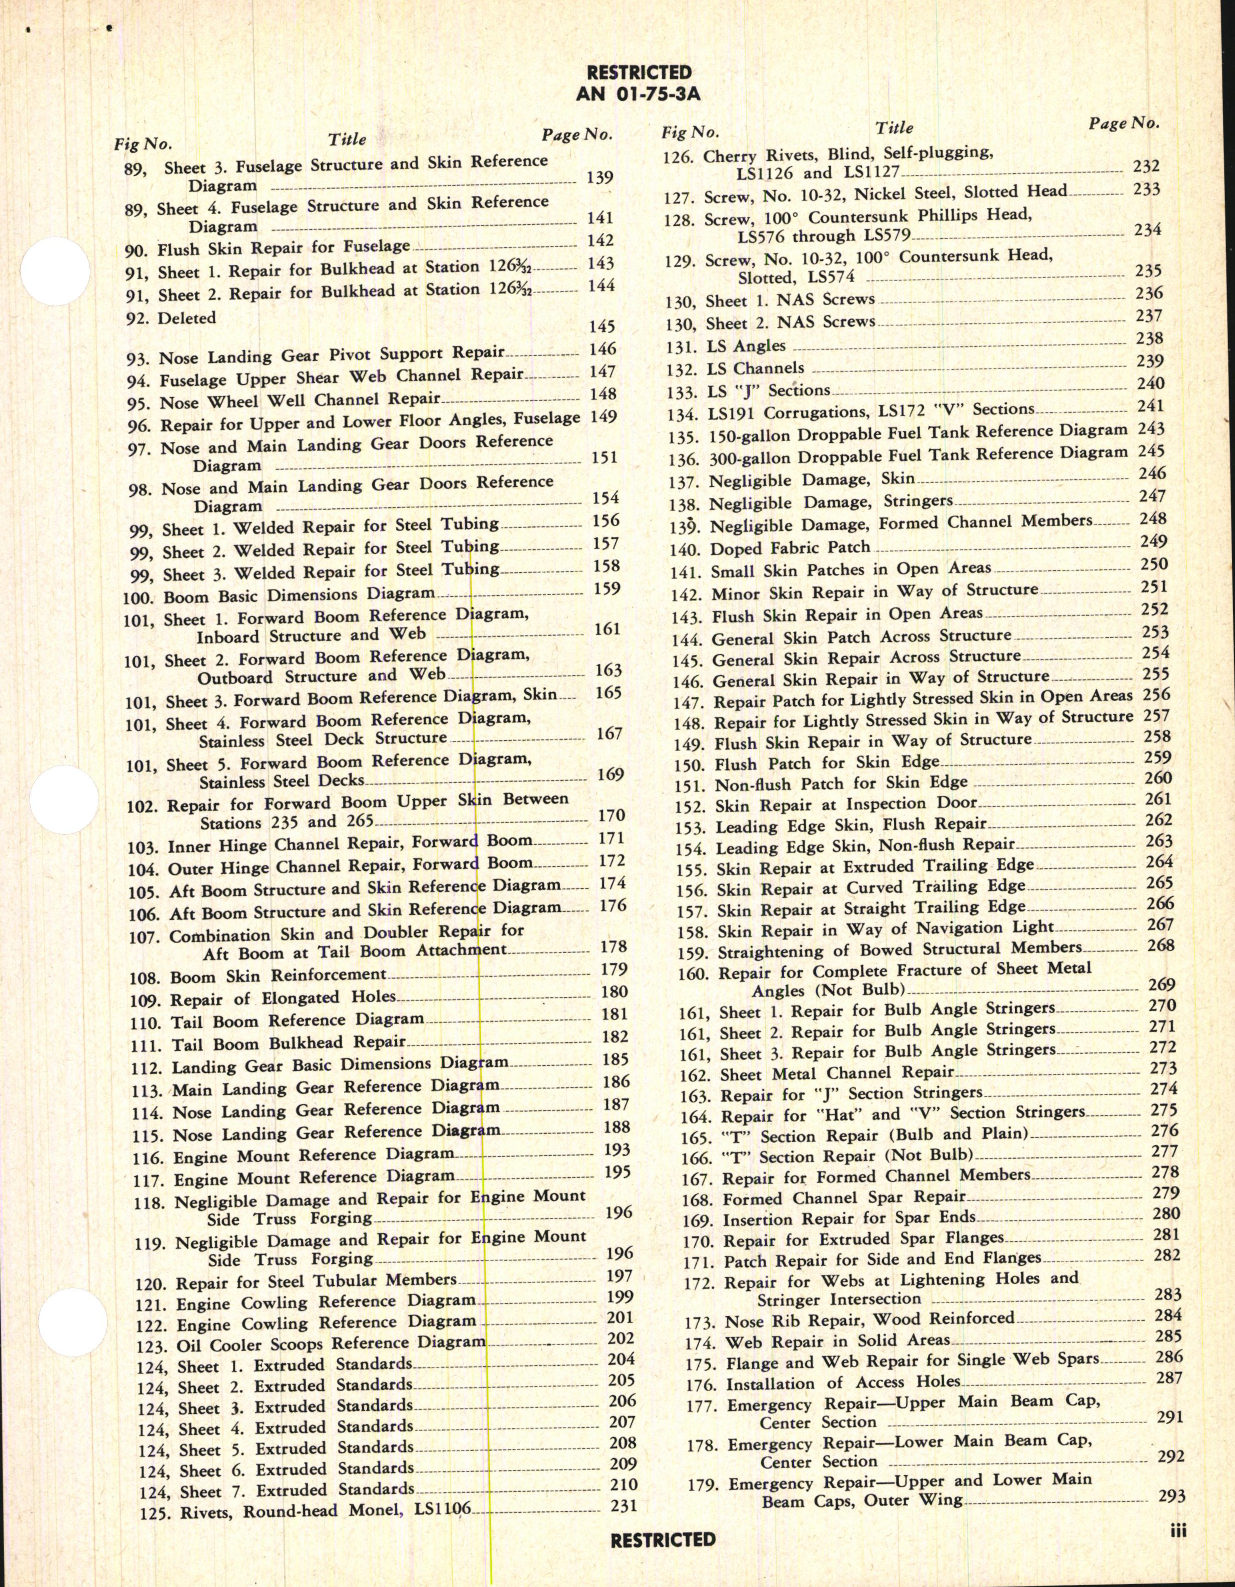 RESTRICTED
AN 01-75-3A
Fig No. Title Page No.
89, Sheet 3. Fuselage Structure and Skin Reference
Diagram 139
89, Sheet 4. Fuselage Structure and Skin Reference
Diagram 141
90. Flush Skin Repair for Fuselage 142
91, Sheet 1. Repair for Bulkhead at Station 126 3/32 143
91, Sheet 2. Repair for Bulkhead at Station 126 3/32 144
92. Deleted
145
93. Nose Landing Gear Pivot Support Repair 146
94. Fuselage Upper Shear Web Channel Repair 147
95. Nose Wheel Well Channel Repair 148
96. Repair for Upper and Lower Floor Angles, Fuselage 149
97. Nose and Main Landing Gear Doors Reference
Diagram 151
98. Nose and Main Landing Gear Doors Reference
Diagram 154
99, Sheet 1. Welded Repair for Steel Tubing 156
99, Sheet 2. Welded Repair for Steel Tubing 157
99, Sheet 3. Welded Repair for Steel Tubing 158
100. Boom Basic Dimensions Diagram 159
101, Sheet 1. Forward Boom Reference Diagram,
Inboard Structure and Web 161
101, Sheet 2. Forward Boom Reference Diagram,
Outboard Structure and Web 163
101, Sheet 3. Forward Boom Reference Diagram, Skin 165
101, Sheet 4. Forward Boom Reference Diagram,
Stainless Steel Deck Structure 167
101, Sheet 5. Forward Boom Reference Diagram,
Stainless Steel Decks 169
102. Repair for Forward Boom Upper Skin Between
Stations 235 and 265 170
103. Inner Hinge Channel Repair, Forward Boom 171
104. Outer Hinge Channel Repair, Forward Boom 172
105. Aft Boom Structure and Skin Reference Diagram 174
106. Aft Boom Structure and Skin Reference Diagram 176
107. Combination Skin and Doubler Repair for
Aft Boom at Tail Boom Attachment 178
108. Boom Skin Reinforcement 179
109. Repair of Elongated Holes 180
110. Tail Boom Reference Diagram 181
111. Tail Boom Bulkhead Repair 182
112. Landing Gear Basic Dimensions Diagram 185
113. Main Landing Gear Reference Diagram 186
114. Nose Landing Gear Reference Diagram 187
115. Nose Landing Gear Reference Diagram 188
116. Engine Mount Reference Diagram 193
117. Engine Mount Reference Diagram 195
118. Negligible Damage and Repair for Engine Mount
Side Truss Forging 196
119. Negligible Damage and Repair for Engine Mount
Side Truss Forging 196
120. Repair for Steel Tubular Members 197
121. Engine Cowling Reference Diagram 199
122. Engine Cowling Reference Diagram 201
123. Oil Cooler Scoops Reference Diagram 202
124, Sheet 1. Extruded Standards 204
124, Sheet 2. Extruded Standards 205
124, Sheet 3. Extruded Standards 206
124, Sheet 4. Extruded Standards 207
124, Sheet 5. Extruded Standards 208
124, Sheet 6. Extruded Standards 209
124, Sheet 7. Extruded Standards 210
125. Rivets, Round-head Monel, LS1106 231
Fig No. Title Page No.
126. Cherry Rivets, Blind, Self-plugging,
LS1126 and LS1127 232
127. Screw, No. 10-32, Nickel Steel, Slotted Head 233
128. Screw, 100° Countersunk Phillips Head,
LS576 through LS579 234
129. Screw, No. 10-32, 100° Countersunk Head,
Slotted, LS574 235
130, Sheet 1. NAS Screws 236
130, Sheet 2. NAS Screws 237
131. LS Angles 238
132. LS Channels 239
133. LS "J" Sections 240
134. LS191 Corrugations, LS172 "V" Sections 241
135. 150-gallon Droppable Fuel Tank Reference Diagram 243
136. 300-gallon Droppable Fuel Tank Reference Diagram 245
137. Negligible Damage, Skin 246
138. Negligible Damage, Stringers 247
139. Negligible Damage, Formed Channel Members 248
140. Doped Fabric Patch 249
141. Small Skin Patches in Open Areas 250
142. Minor Skin Repair in Way of Structure 251
143. Flush Skin Repair in Open Areas 252
144. General Skin Patch Across Structure 253
145. General Skin Repair Across Structure 254
146. General Skin Repair in Way of Structure 255
147. Repair Patch for Lightly Stressed Skin in Open Areas 256
148. Repair for Lightly Stressed Skin in Way of Structure 257
149. Flush Skin Repair in Way of Structure 258
150. Flush Patch for Skin Edge 259
151. Non-flush Patch for Skin Edge 260
152. Skin Repair at Inspection Door 261
153. Leading Edge Skin, Flush Repair 262
154. Leading Edge Skin, Non-flush Repair 263
155. Skin Repair at Extruded Trailing Edge 264
156. Skin Repair at Curved Trailing Edge 265
157. Skin Repair at Straight Trailing Edge 266
158. Skin Repair in Way of Navigation Light 267
159. Straightening of Bowed Structural Members 268
160. Repair for Complete Fracture of Sheet Metal
Angles (Not Bulb) 269
161, Sheet 1. Repair for Bulb Angle Stringers 270
161, Sheet 2. Repair for Bulb Angle Stringers 271
161, Sheet 3. Repair for Bulb Angle Stringers 272
162. Sheet Metal Channel Repair 273
163. Repair for "J" Section Stringers 274
164. Repair for "Hat" and "V" Section Stringers 275
165. "T" Section Repair (Bulb and Plain) 276
166. "T" Section Repair (Not Bulb) 277
167. Repair for Formed Channel Members 278
168. Formed Channel Spar Repair 279
169. Insertion Repair for Spar Ends 280
170. Repair for Extruded Spar Flanges 281
171. Patch Repair for Side and End Flanges 282
172. Repair for Webs at Lightening Holes and
Stringer Intersection 283
173. Nose Rib Repair, Wood Reinforced 284
174. Web Repair in Solid Areas 285
175. Flange and Web Repair for Single Web Spars 286
176. Installation of Access Holes 287
177. Emergency Repair—Upper Main Beam Cap,
Center Section 291
178. Emergency Repair—Lower Main Beam Cap,
Center Section 292
179. Emergency Repair—Upper and Lower Main
Beam Caps, Outer Wing 293
RESTRICTED
iii